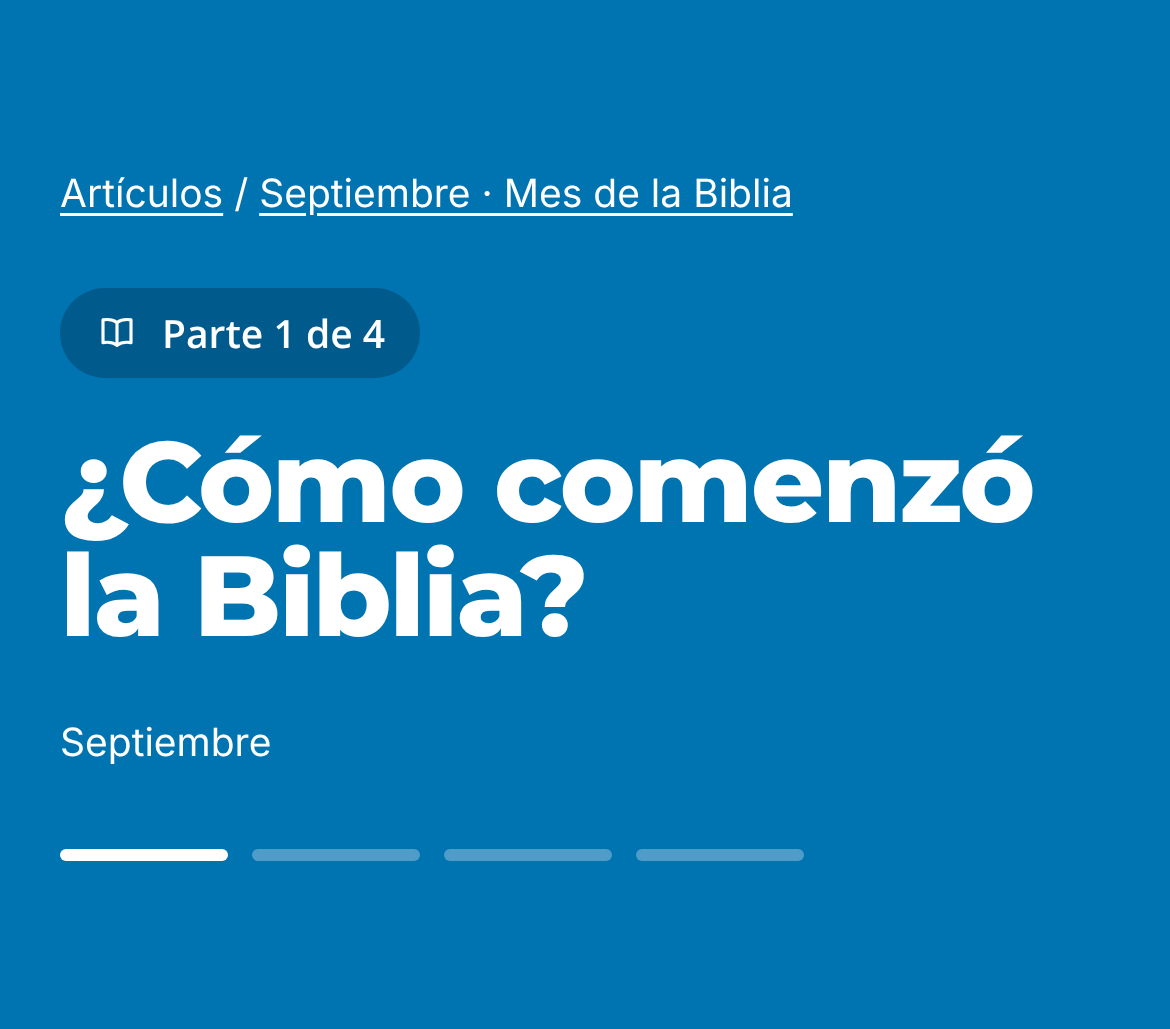 Artículos / Septiembre · Mes de la Biblia
Parte 1 de 4
¿Cómo comenzó
la Biblia?
Septiembre